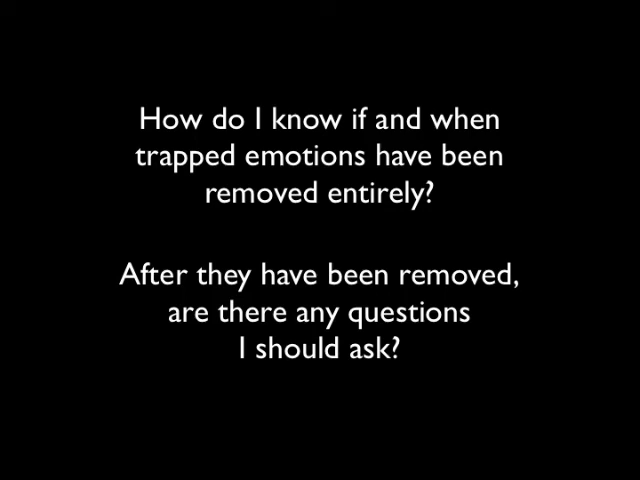 How do I know if and when
trapped emotions have been
removed entirely?
After they have been removed,
are there any questions
I should ask?